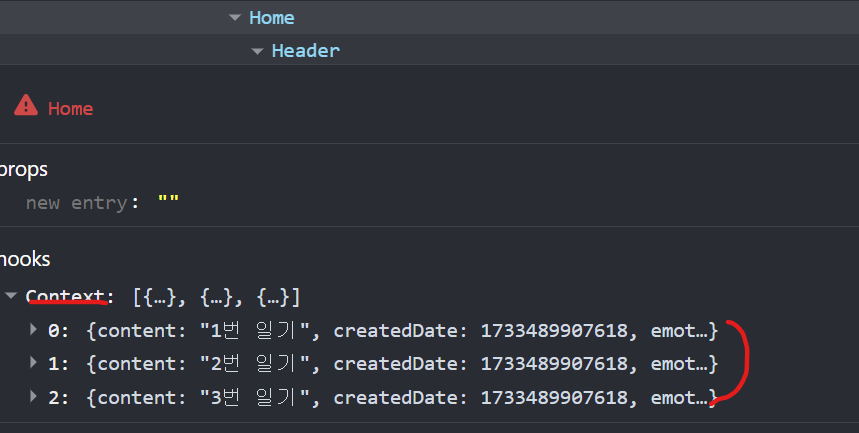 Home
Header
Home
props
new entry: ""
hooks
Context: [{…}, {…}, {…}]
0: {content: "1번 일기", createdDate: 1733489907618, emot…}
1: {content: "2번 일기", createdDate: 1733489907618, emot…}
2: {content: "3번 일기", createdDate: 1733489907618, emot…}